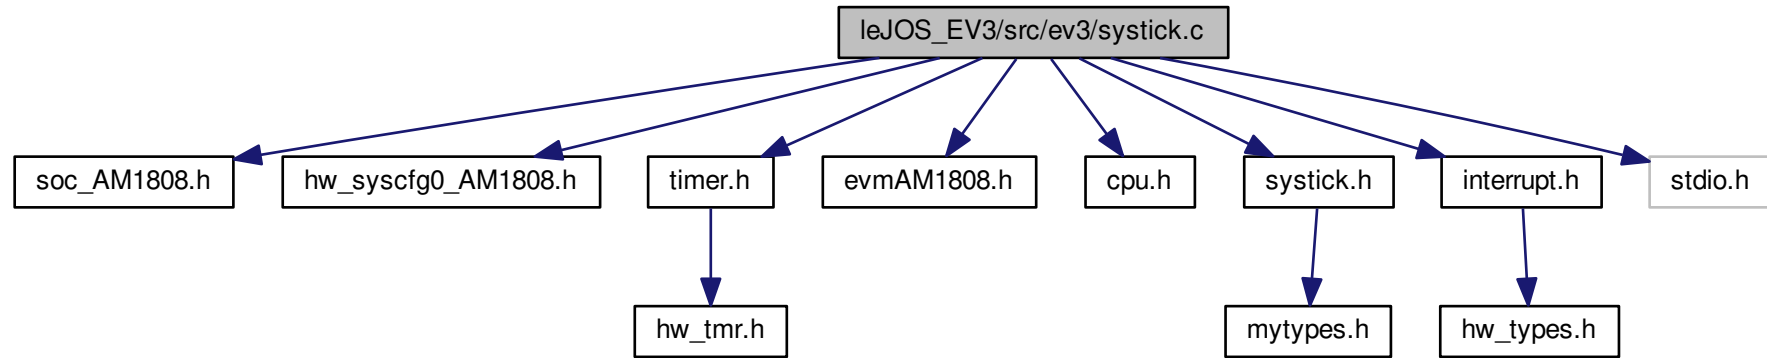 leJOS_EV3/src/ev3/systick.c
soc_AM1808.h
hw_syscfg0_AM1808.h
timer.h
evmAM1808.h
cpu.h
systick.h
interrupt.h
stdio.h
hw_tmr.h
mytypes.h
hw_types.h